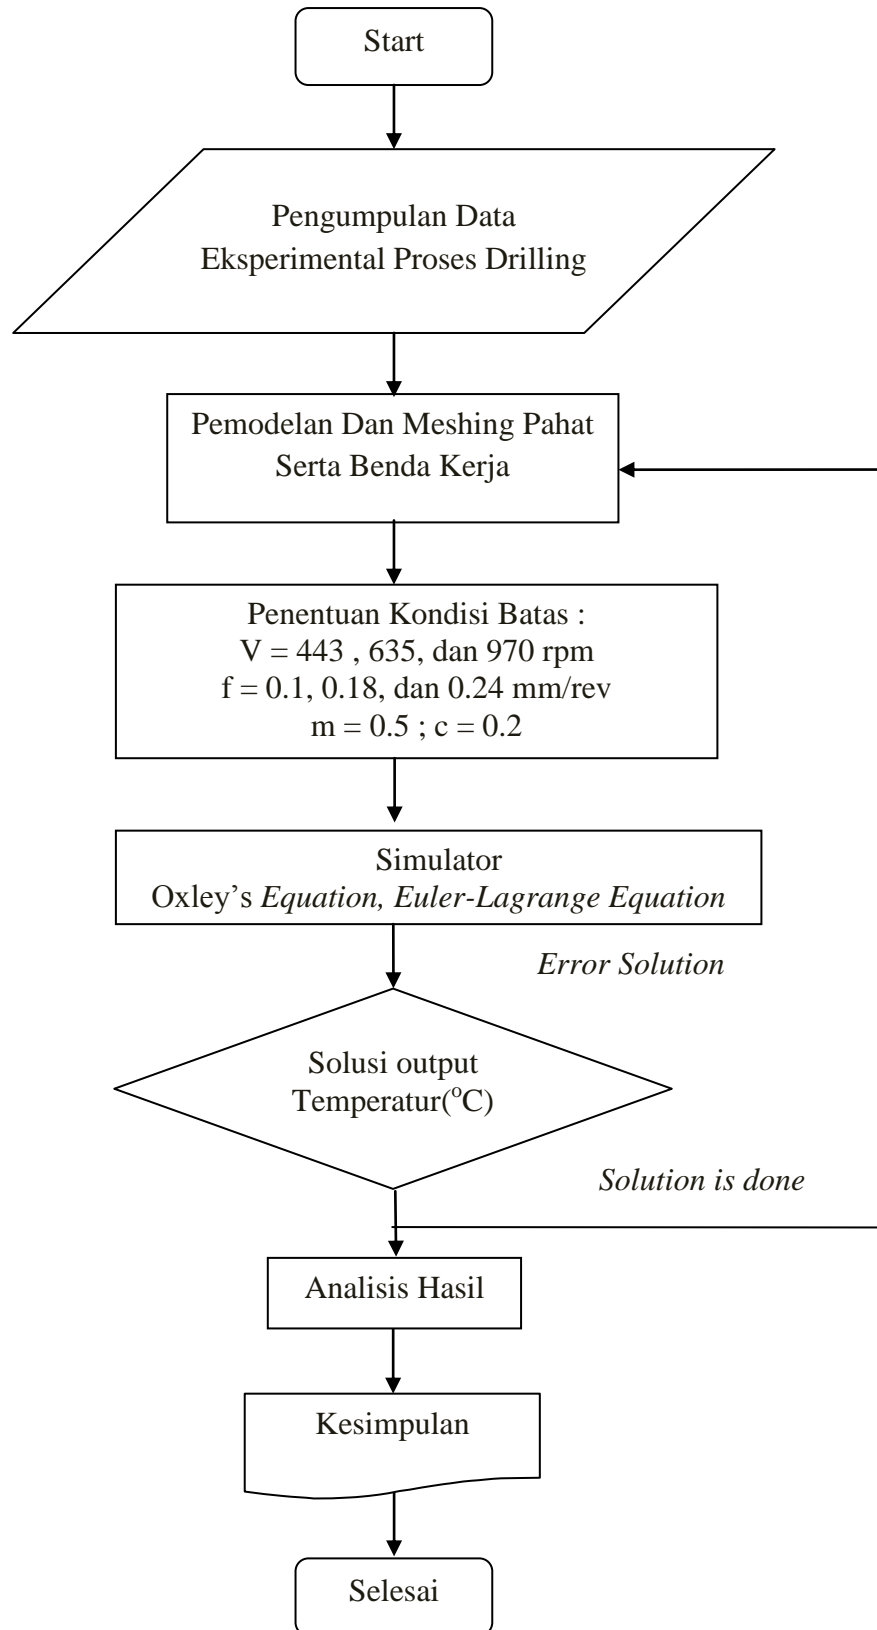 Start
Pengumpulan Data
Eksperimental Proses Drilling
Pemodelan Dan Meshing Pahat
Serta Benda Kerja
Penentuan Kondisi Batas :
V = 443 , 635, dan 970 rpm
f = 0.1, 0.18, dan 0.24 mm/rev
m = 0.5 ; c = 0.2
Simulator
Oxley’s Equation, Euler-Lagrange Equation
Error Solution
Solusi output
Temperatur(°C)
Solution is done
Analisis Hasil
Kesimpulan
Selesai